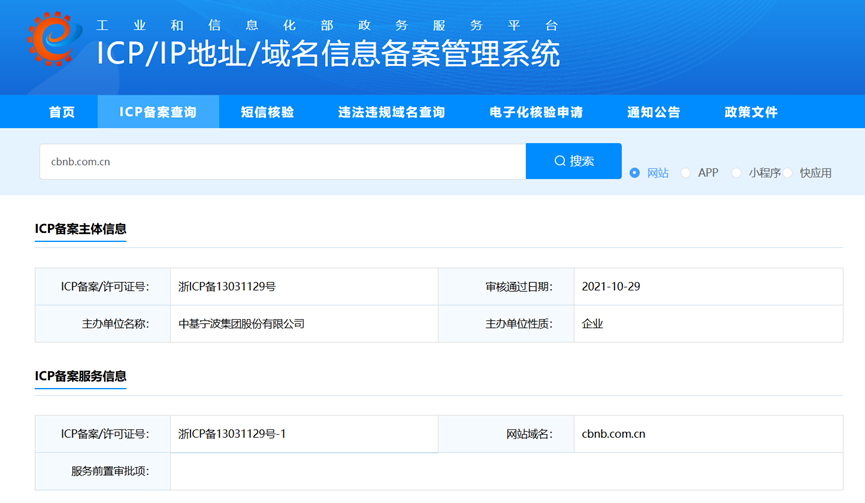 工业和信息化部政务服务平台
ICP/IP地址/域名信息备案管理系统
首页 ICP备案查询 短信核验 违法违规域名查询 电子化核验申请 通知公告 政策文件
cbnb.com.cn 搜索 网站 APP 小程序 快应用
ICP备案主体信息
ICP备案/许可证号： 浙ICP备13031129号 审核通过日期： 2021-10-29
主办单位名称： 中基宁波集团股份有限公司 主办单位性质： 企业
ICP备案服务信息
ICP备案/许可证号： 浙ICP备13031129号-1 网站域名： cbnb.com.cn
服务前置审批项：